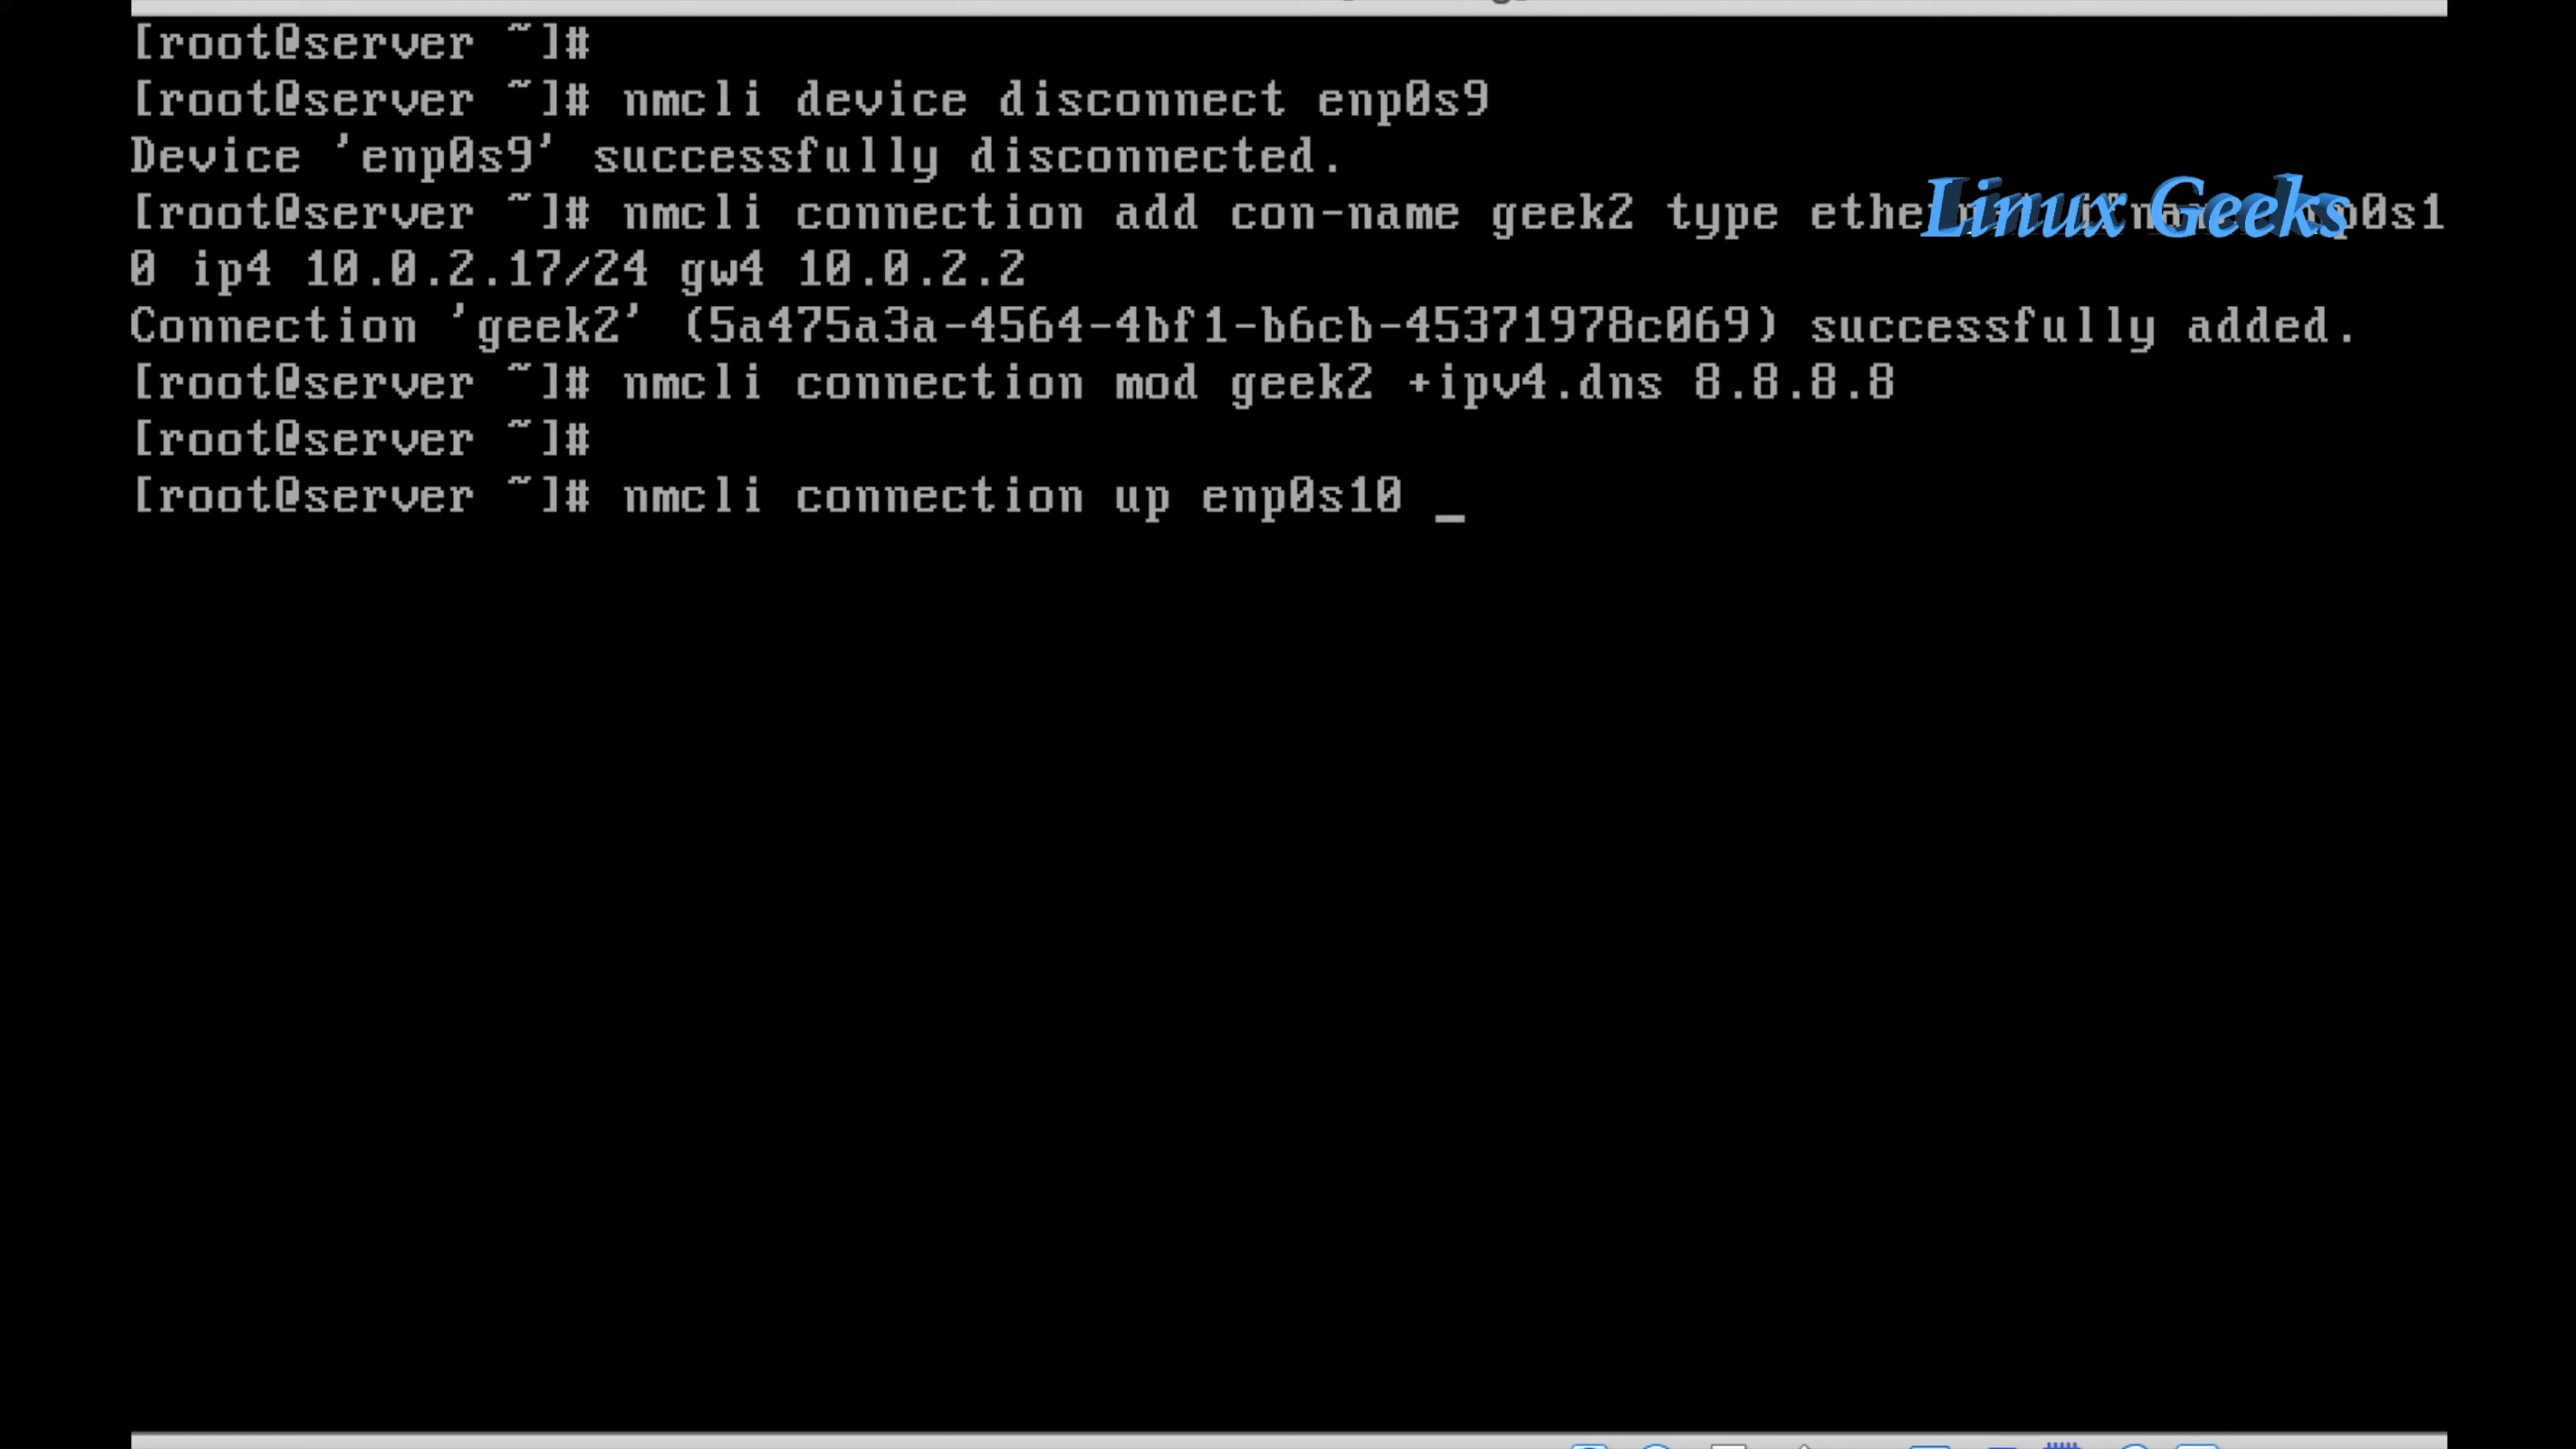 [root@server ~]#
[root@server ~]# nmcli device disconnect enp0s9
Device 'enp0s9' successfully disconnected.
[root@server ~]# nmcli connection add con-name geek2 type
Linux Geeks
0 ip4 10.0.2.17/24 gw4 10.0.2.2
Connection 'geek2' (5a475a3a-4564-4bf1-b6cb-45371978c069) successfully added.
[root@server ~]# nmcli connection mod geek2 +ipv4.dns 8.8.8.8
[root@server ~]#
[root@server ~]# nmcli connection up enp0s10 _